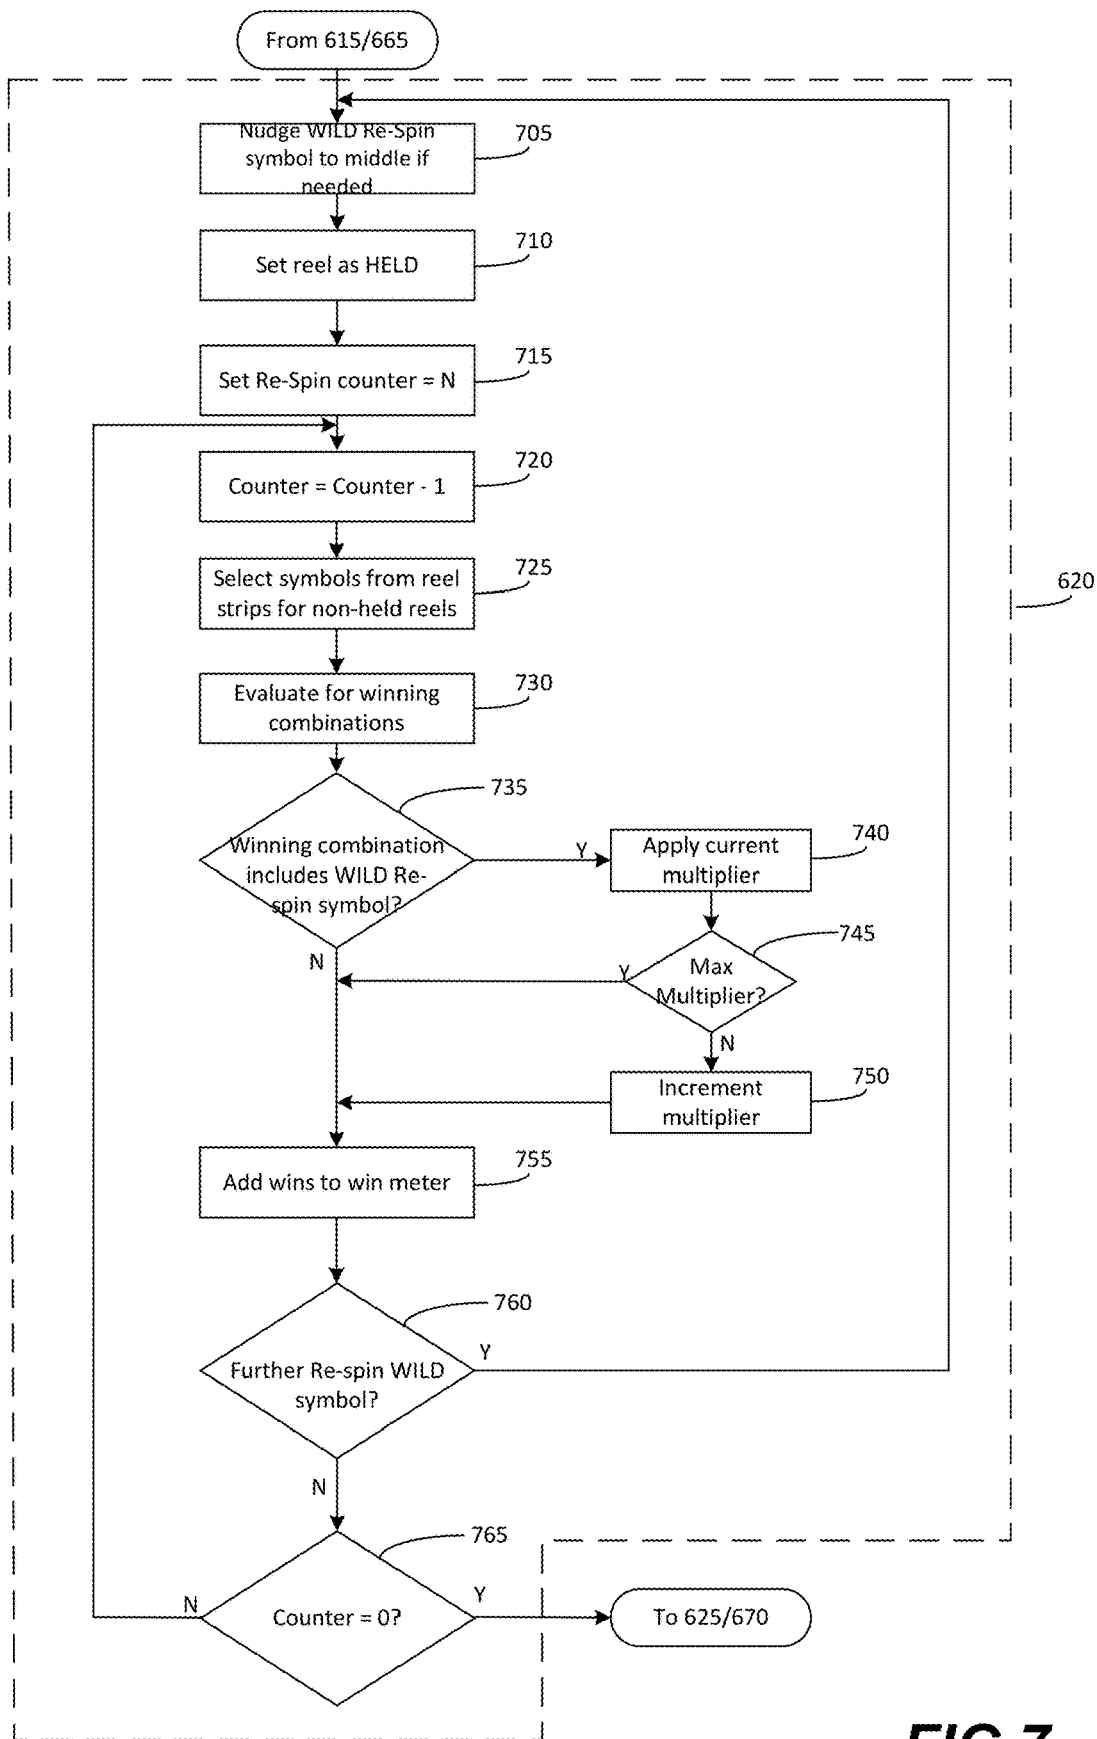 From 615/665
Nudge WILD Re-Spin
symbol to middle if
needed
705
Set reel as HELD
710
Set Re-Spin counter = N
715
Counter = Counter - 1
720
Select symbols from reel
strips for non-held reels
725
620
Evaluate for winning
combinations
730
735
Winning combination
includes WILD Re-
spin symbol?
Y
Apply current
multiplier
740
N
745
Y
Max
Multiplier?
N
Increment
multiplier
750
Add wins to win meter
755
760
Further Re-spin WILD
symbol?
Y
N
765
N
Counter = 0?
Y
To 625/670
FIG 7